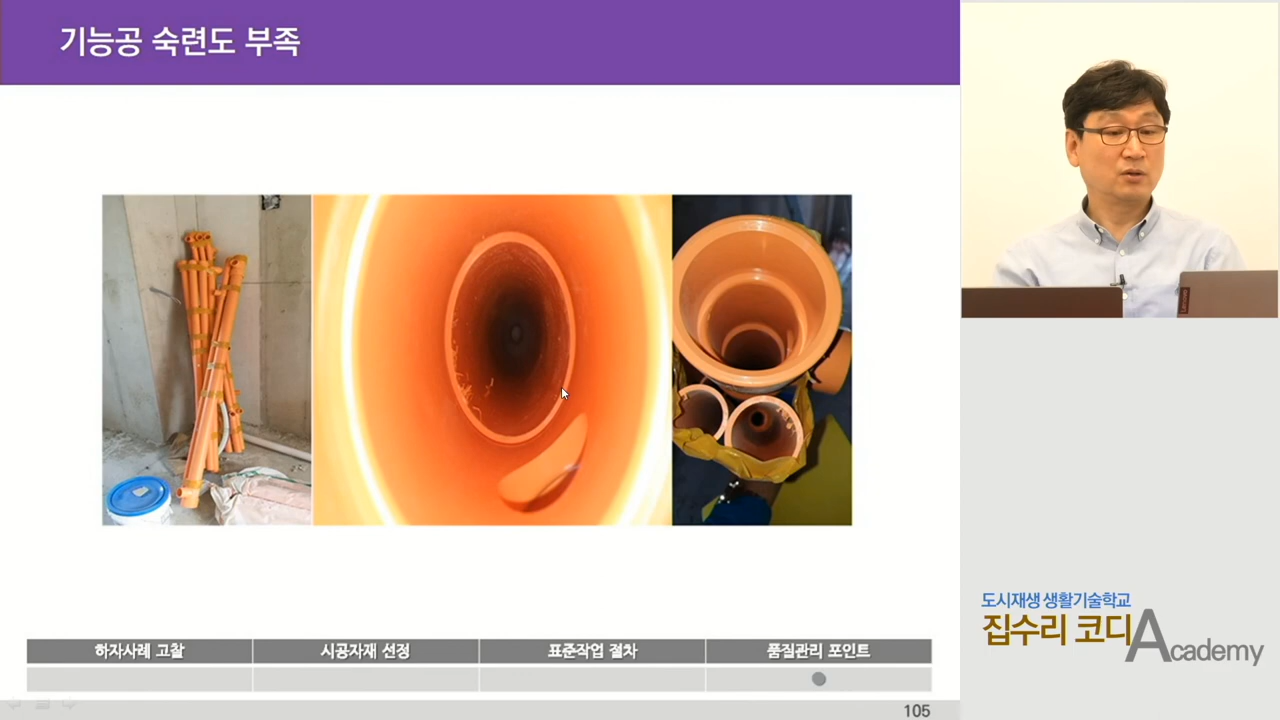 기능공 숙련도 부족
하자사례 고찰
시공자재 선정
표준작업 절차
품질관리 포인트
105
도시재생 생활기술학교
집수리 코디Academy